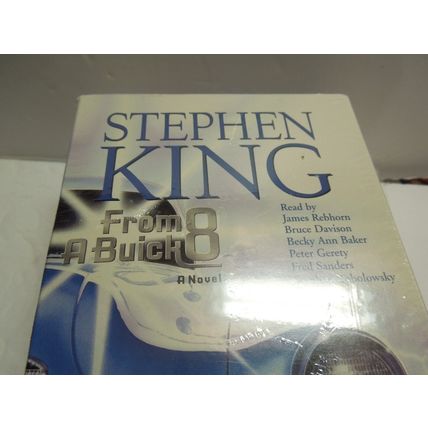 STEPHEN
KING
From
A Buick 8
A Novel
Read by
James Rebhorn
Bruce Davison
Becky Ann Baker
Peter Gerety
Fred Sanders
Sobolowsky